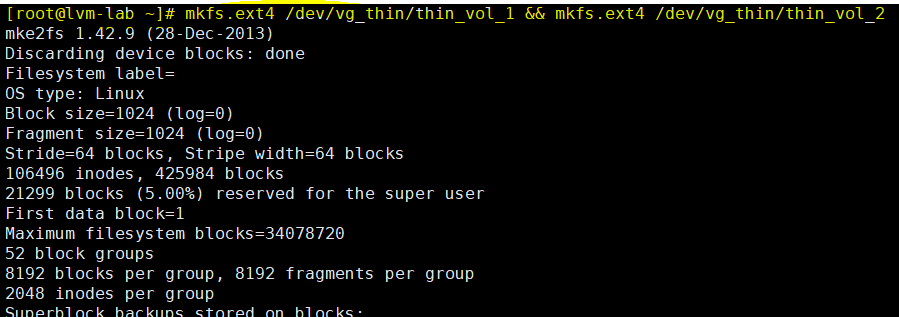 [root@lvm-lab ~]# mkfs.ext4 /dev/vg_thin/thin_vol_1 && mkfs.ext4 /dev/vg_thin/thin_vol_2
mke2fs 1.42.9 (28-Dec-2013)
Discarding device blocks: done
Filesystem label=
OS type: Linux
Block size=1024 (log=0)
Fragment size=1024 (log=0)
Stride=64 blocks, Stripe width=64 blocks
106496 inodes, 425984 blocks
21299 blocks (5.00%) reserved for the super user
First data block=1
Maximum filesystem blocks=34078720
52 block groups
8192 blocks per group, 8192 fragments per group
2048 inodes per group
Superblock backups stored on blocks: